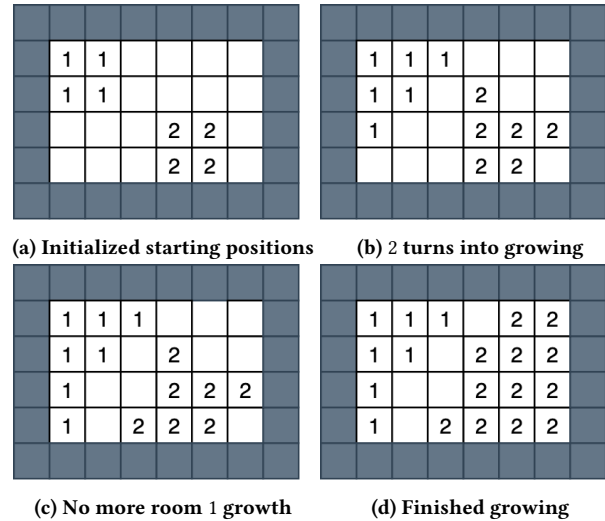 1 1 1 1 1
1 1 1 1 2
2 2 1 2 2 2
2 2 2 2
(a) Initialized starting positions (b) 2 turns into growing
1 1 1 1 1 1 2 2
1 1 2 1 1 2 2 2
1 2 2 2 1 2 2 2
1 2 2 2 1 2 2 2 2
(c) No more room 1 growth (d) Finished growing